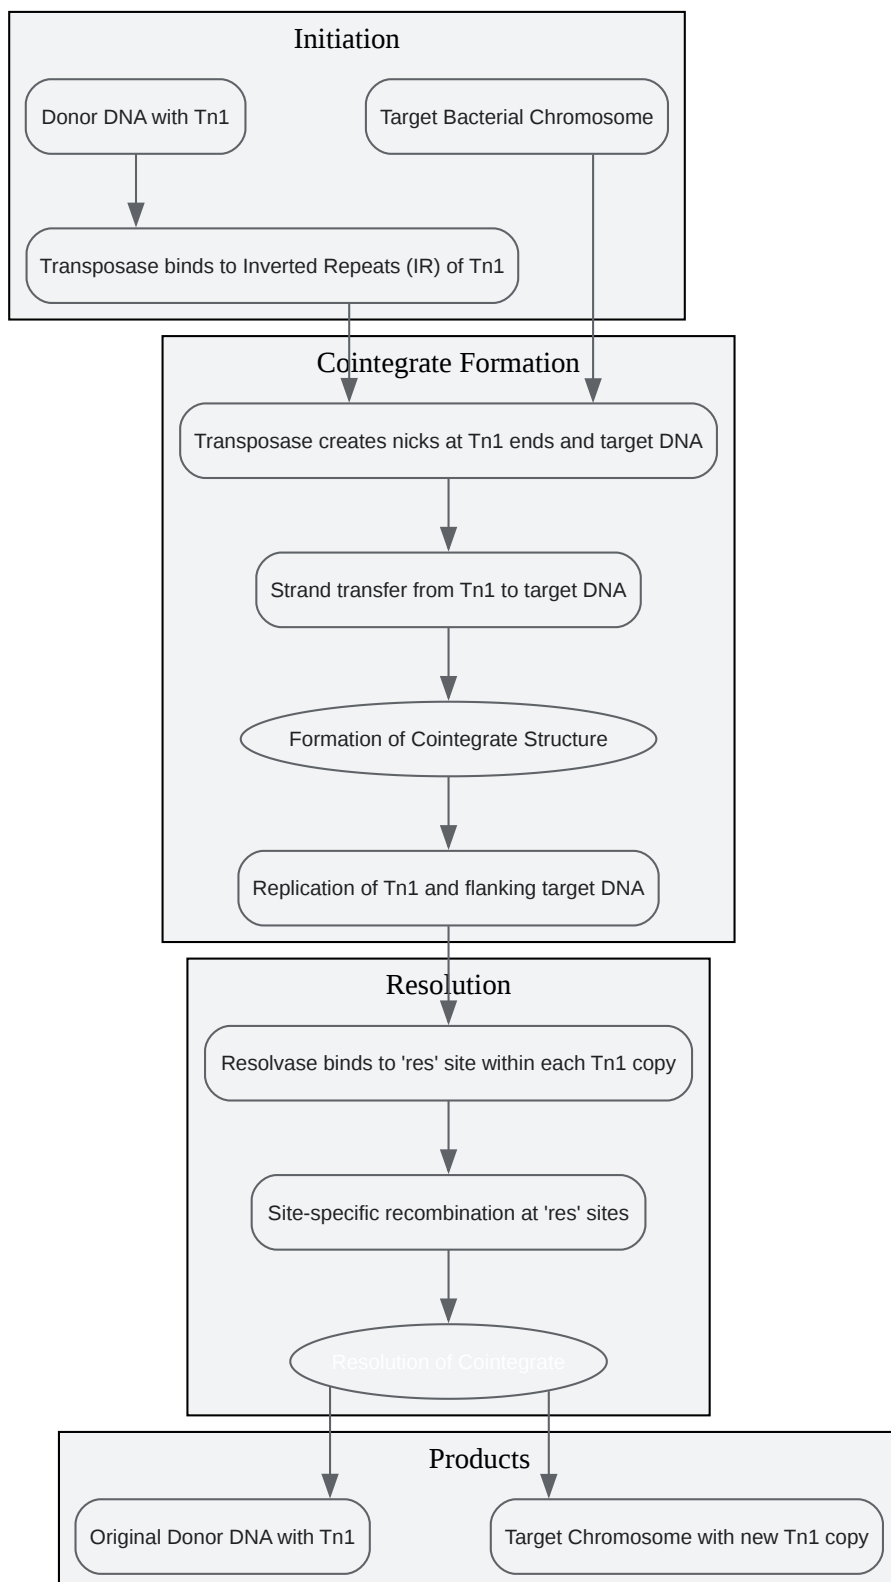 Initiation
Donor DNA with Tn1
Target Bacterial Chromosome
Transposase binds to Inverted Repeats (IR) of Tn1
Cointegrate Formation
Transposase creates nicks at Tn1 ends and target DNA
Strand transfer from Tn1 to target DNA
Formation of Cointegrate Structure
Replication of Tn1 and flanking target DNA
Resolution
Resolvase binds to 'res' site within each Tn1 copy
Site-specific recombination at 'res' sites
Resolution of Cointegrate
Products
Original Donor DNA with Tn1
Target Chromosome with new Tn1 copy